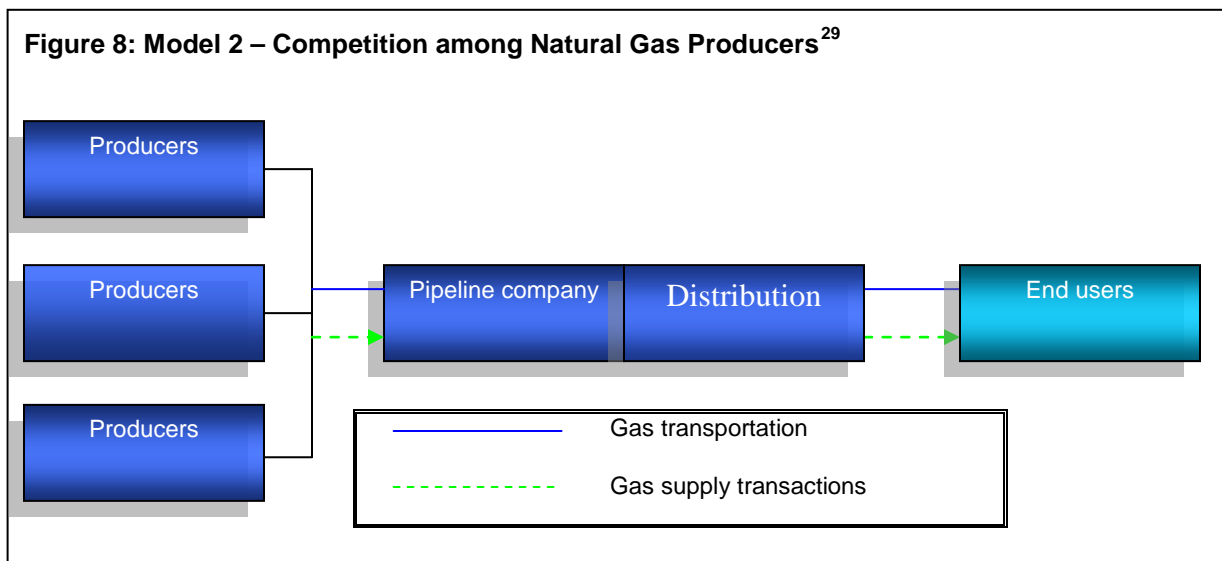 Figure 8: Model 2 – Competition among Natural Gas Producers29
Producers
Producers
Pipeline company
Distribution
End users
Producers
Gas transportation
Gas supply transactions